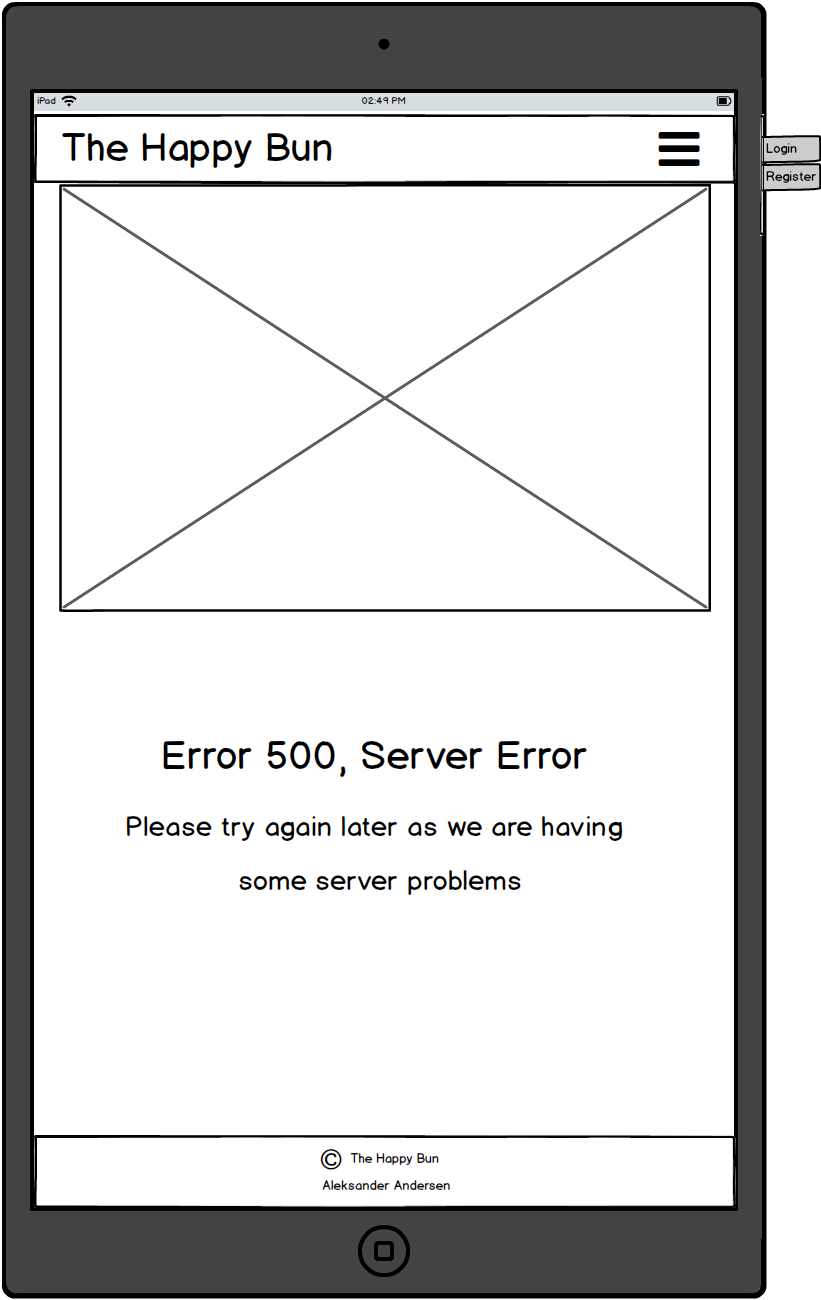 iPad 02:49 PM
The Happy Bun
Login
Register
Error 500, Server Error
Please try again later as we are having
some server problems
© The Happy Bun
Aleksander Andersen